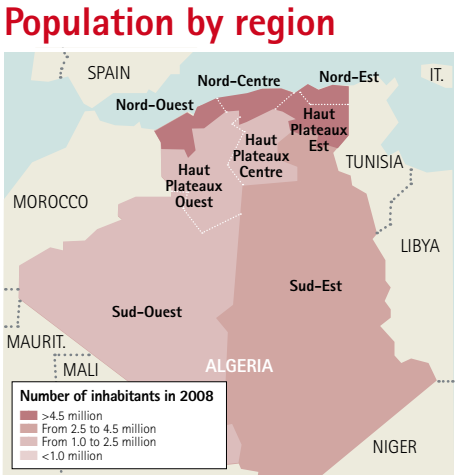 Population by region
SPAIN
Nord-Centre
Nord-Est
IT.
Nord-Ouest
Haut
Plateaux
Est
Haut
Plateaux
Centre
TUNISIA
Haut
Plateaux
Ouest
MOROCCO
LIBYA
Sud-Est
Sud-Ouest
MAURIT.
MALI
ALGERIA
Number of inhabitants in 2008
>4.5 million
From 2.5 to 4.5 million
From 1.0 to 2.5 million
<1.0 million
NIGER